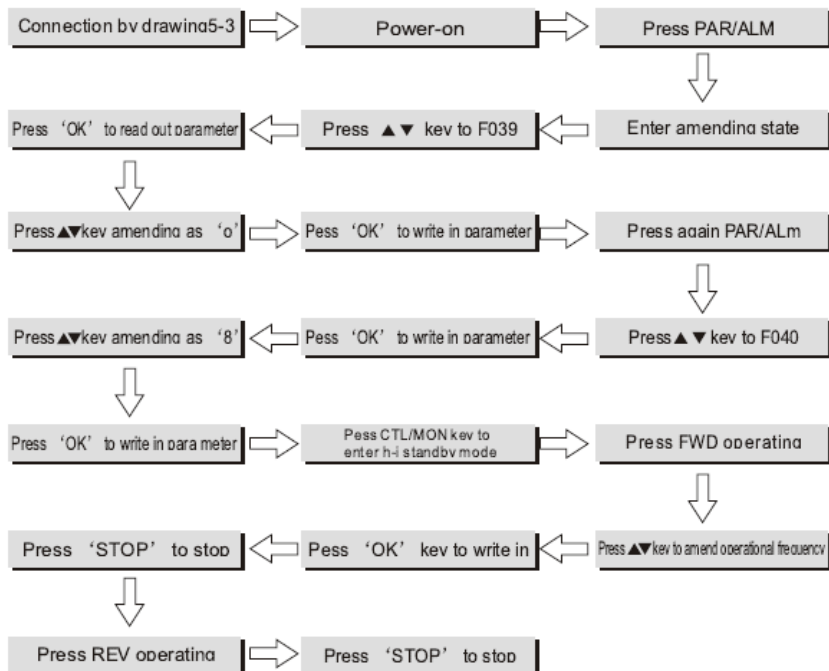 Connection by drawing5-3
Power-on
Press PAR/ALM
Enter amending state
Press ▲ ▼ key to F039
Press ‘OK’ to read out parameter
Press▲▼key amending as ‘o’
Pess ‘OK’ to write in parameter
Press again PAR/ALm
Press▲ ▼ key to F040
Pess ‘OK’ to write in parameter
Press▲▼key amending as ‘8’
Press ‘OK’ to write in para meter
Pess CTL/MON key to
enter h-i standby mode
Press FWD operating
Press ▲▼ key to amend operational frequency
Pess ‘OK’ key to write in
Press ‘STOP’ to stop
Press REV operating
Press ‘STOP’ to stop